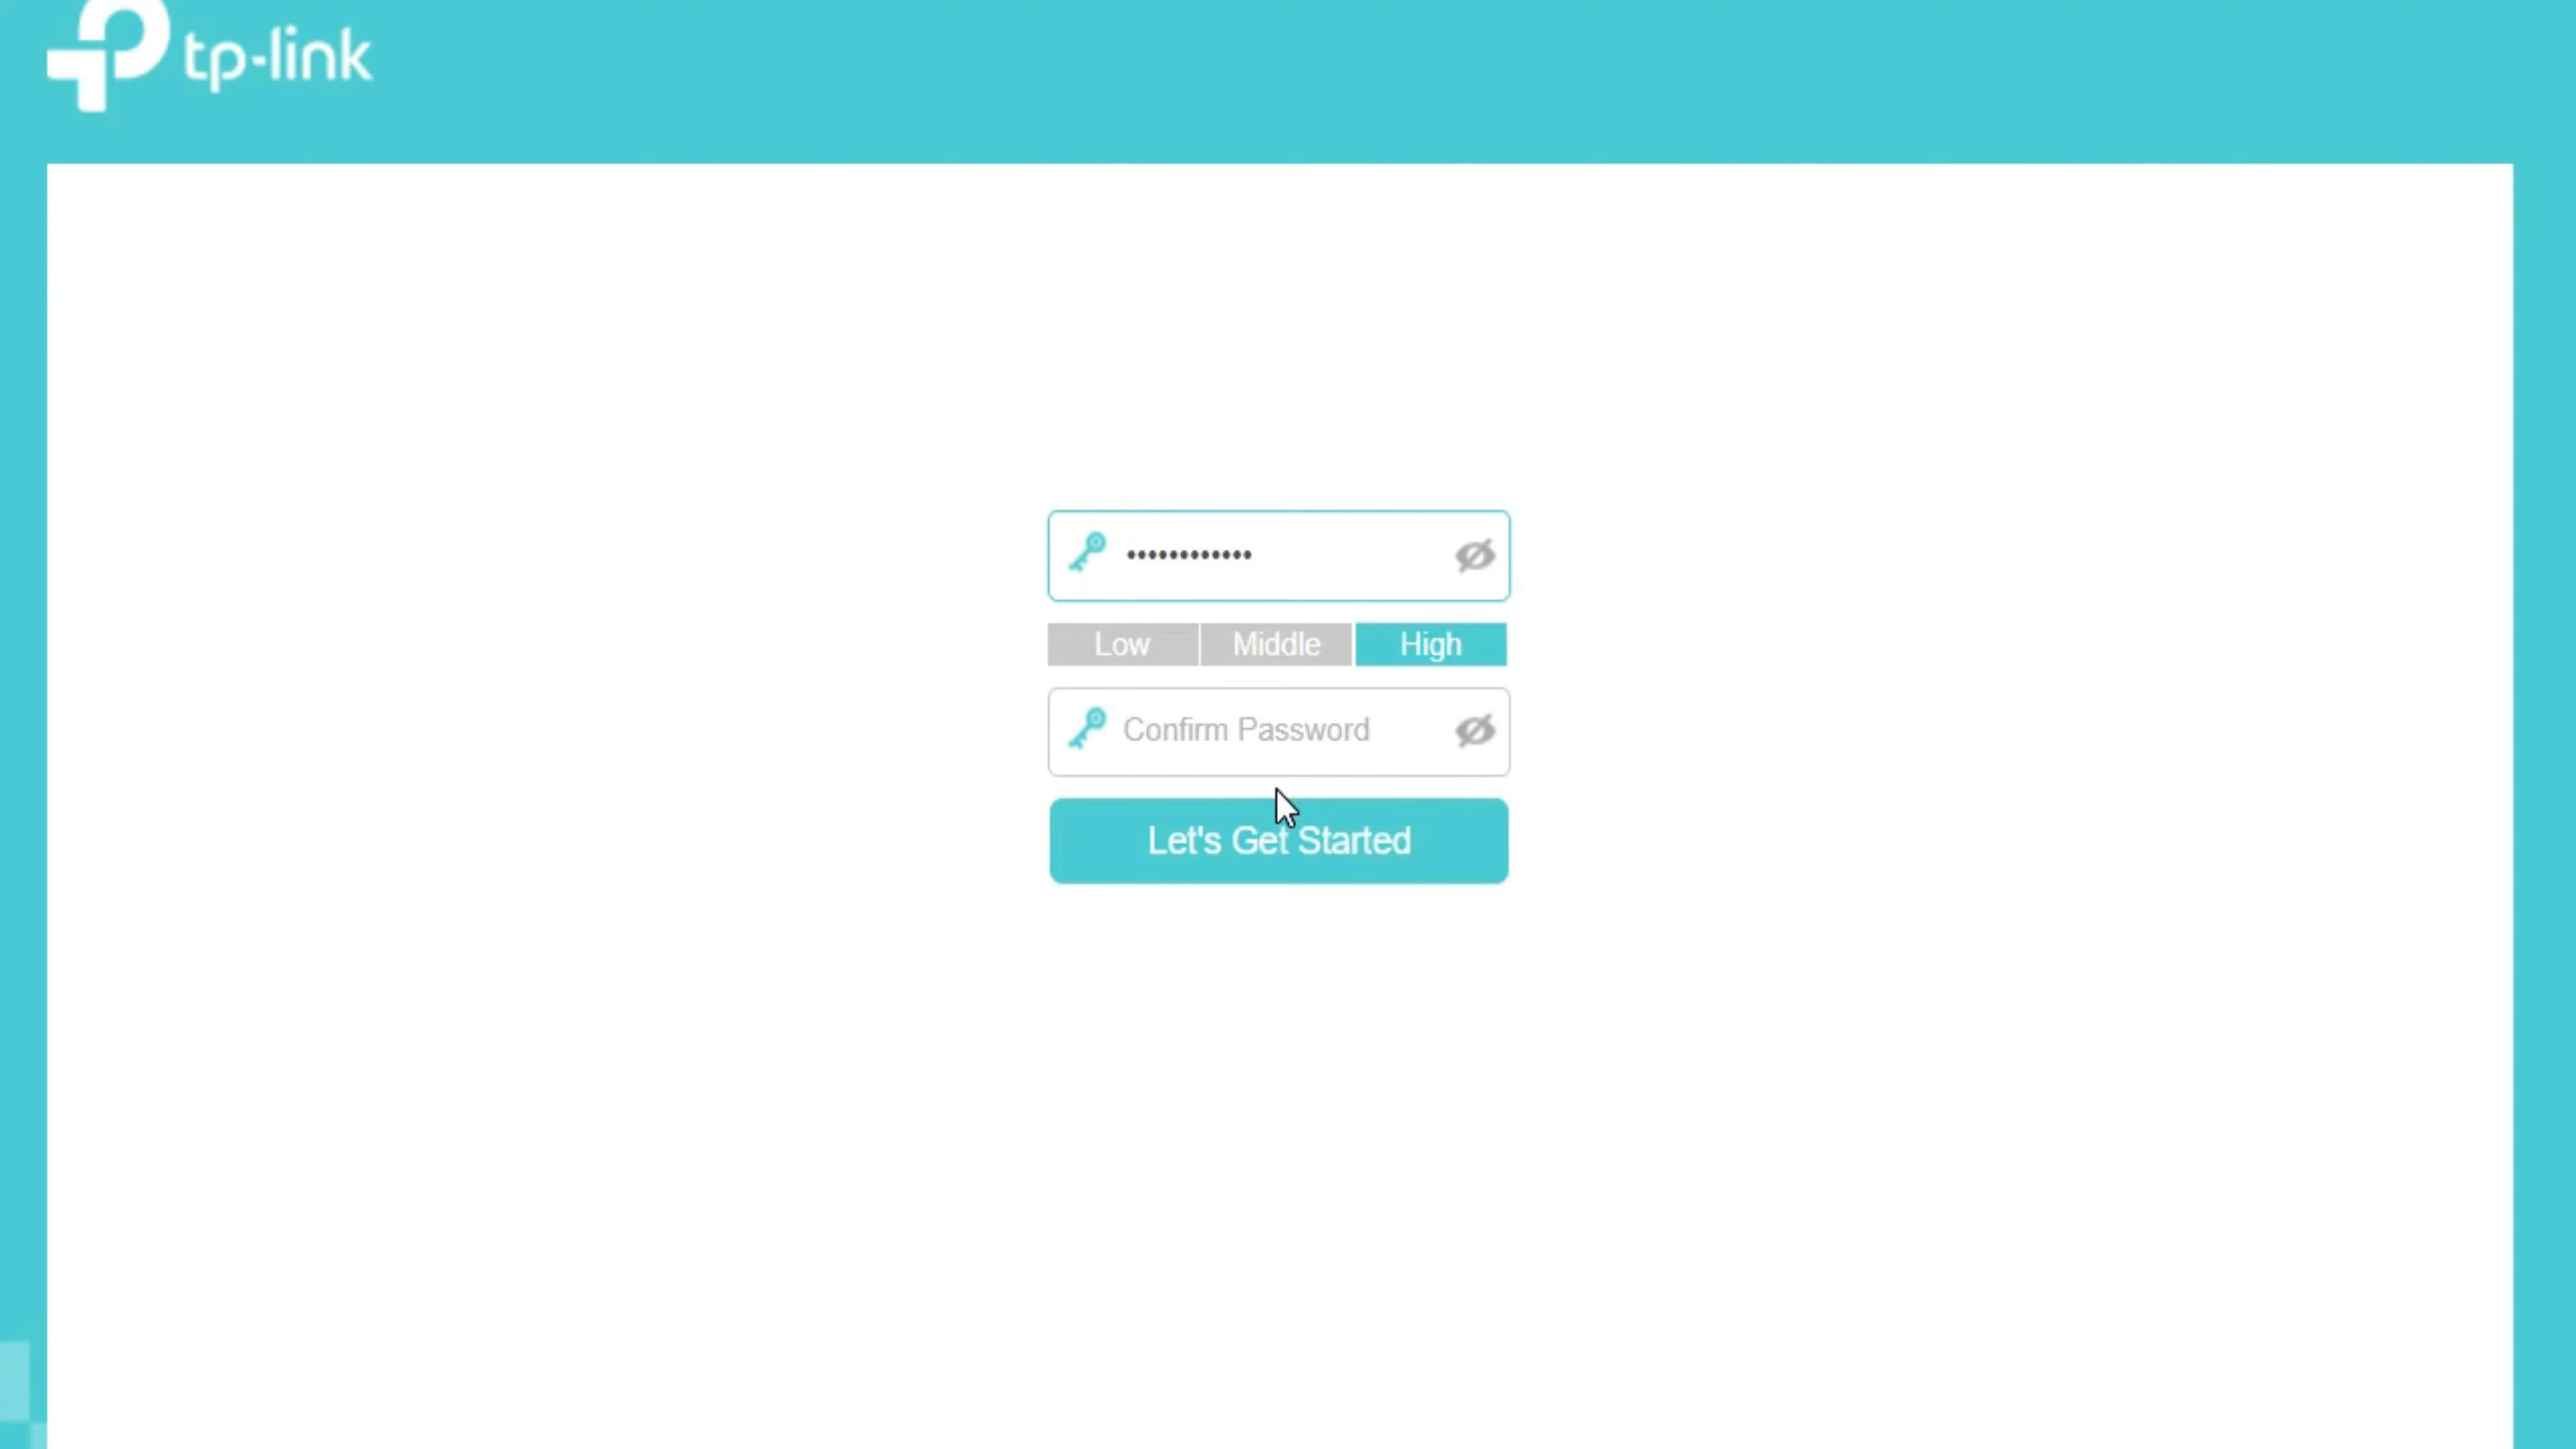 tp-link
••••••••••••
Low Middle High
Confirm Password
Let's Get Started